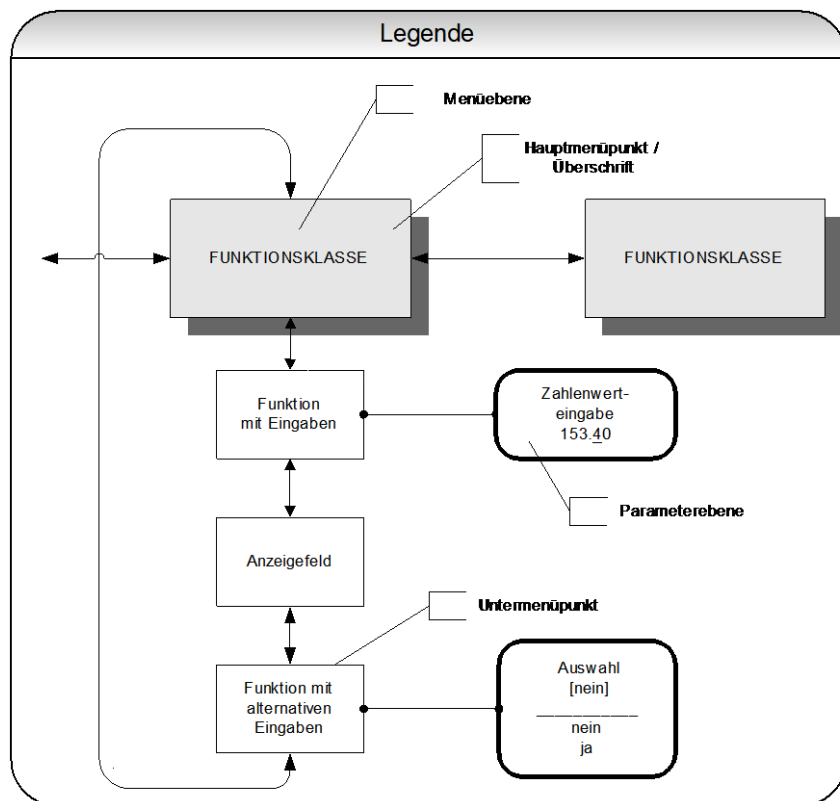 Legende
Menüebene
Hauptmenüpunkt /
Überschrift
FUNKTIONSKLASSE
FUNKTIONSKLASSE
Funktion
mit Eingaben
Zahlenwert-
eingabe
153.40
Parameterebene
Anzeigefeld
Untermenüpunkt
Funktion mit
alternativen
Eingaben
Auswahl
[nein]
nein
ja